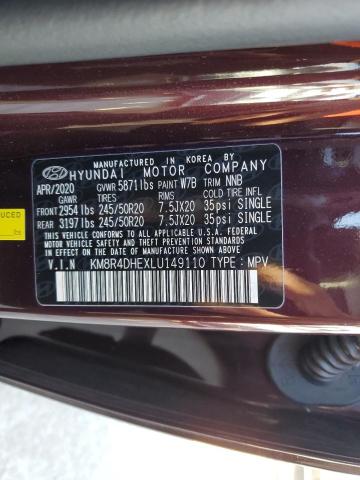 MANUFACTURED IN KOREA BY
HYUNDAI MOTOR COMPANY
APR/2020 GVWR 5871lbs PAINT W7B TRIM NNB
GAWR TIRES RIMS COLD TIRE INFL
FRONT 2954 lbs 245/50R20 7.5JX20 35psi SINGLE
REAR 3197 lbs 245/50R20 7.5JX20 35psi SINGLE
THIS VEHICLE CONFORMS TO ALL APPLICABLE
U.S.A. FEDERAL MOTOR VEHICLE SAFETY
STANDARDS IN EFFECT ON THE DATE
OF MANUFACTURE SHOWN ABOVE.
V.I.N KM8R4DHEXLU149110 TYPE : MPV
UCED
lbs